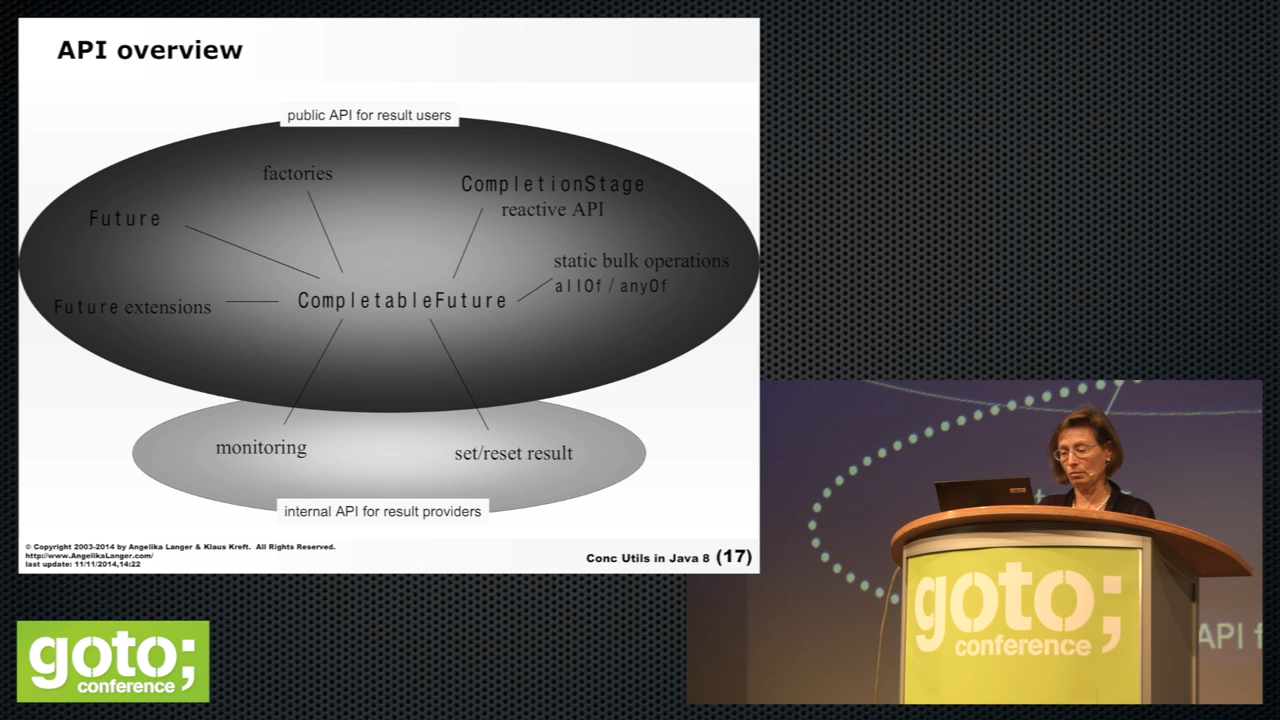 API overview
public API for result users
factories
CompletionStage
reactive API
Future
static bulk operations
allOf / anyOf
Future extensions
CompletableFuture
monitoring
set/reset result
internal API for result providers
© Copyright 2003-2014 by Angelika Langer & Klaus Kreft. All Rights Reserved.
http://www.AngelikaLanger.com/
last update: 11/11/2014,14:22
Conc Utils in Java 8 (17)
goto;
conference
goto;
conference
API f